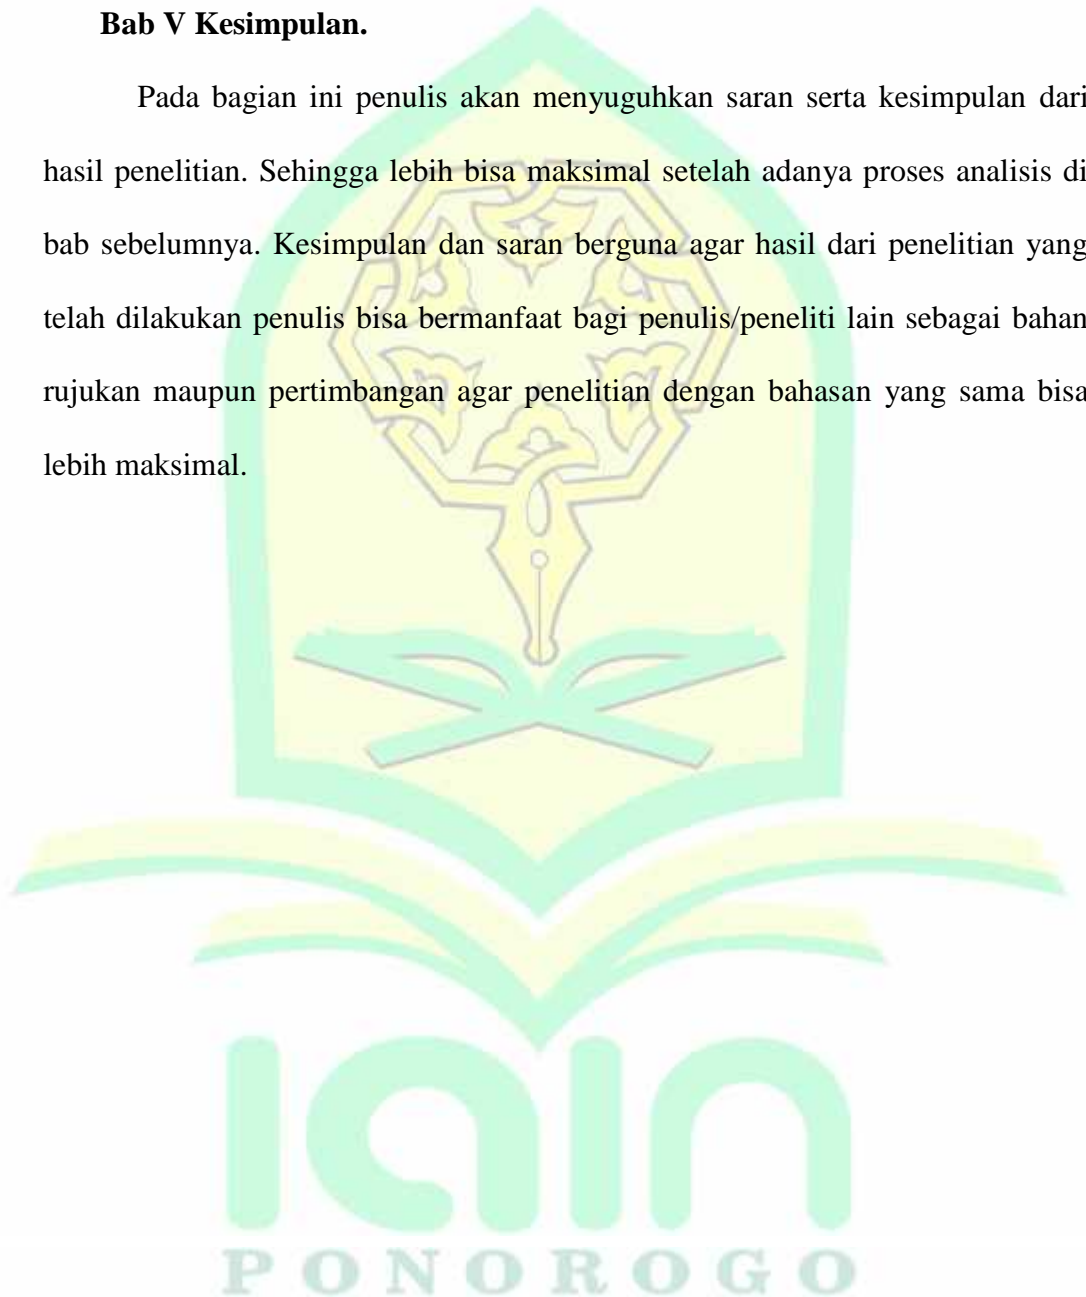 Bab V Kesimpulan.
Pada bagian ini penulis akan menyuguhkan saran serta kesimpulan dari
hasil penelitian. Sehingga lebih bisa maksimal setelah adanya proses analisis di
bab sebelumnya. Kesimpulan dan saran berguna agar hasil dari penelitian yang
telah dilakukan penulis bisa bermanfaat bagi penulis/peneliti lain sebagai bahan
rujukan maupun pertimbangan agar penelitian dengan bahasan yang sama bisa
lebih maksimal.
iain
PONOROGO